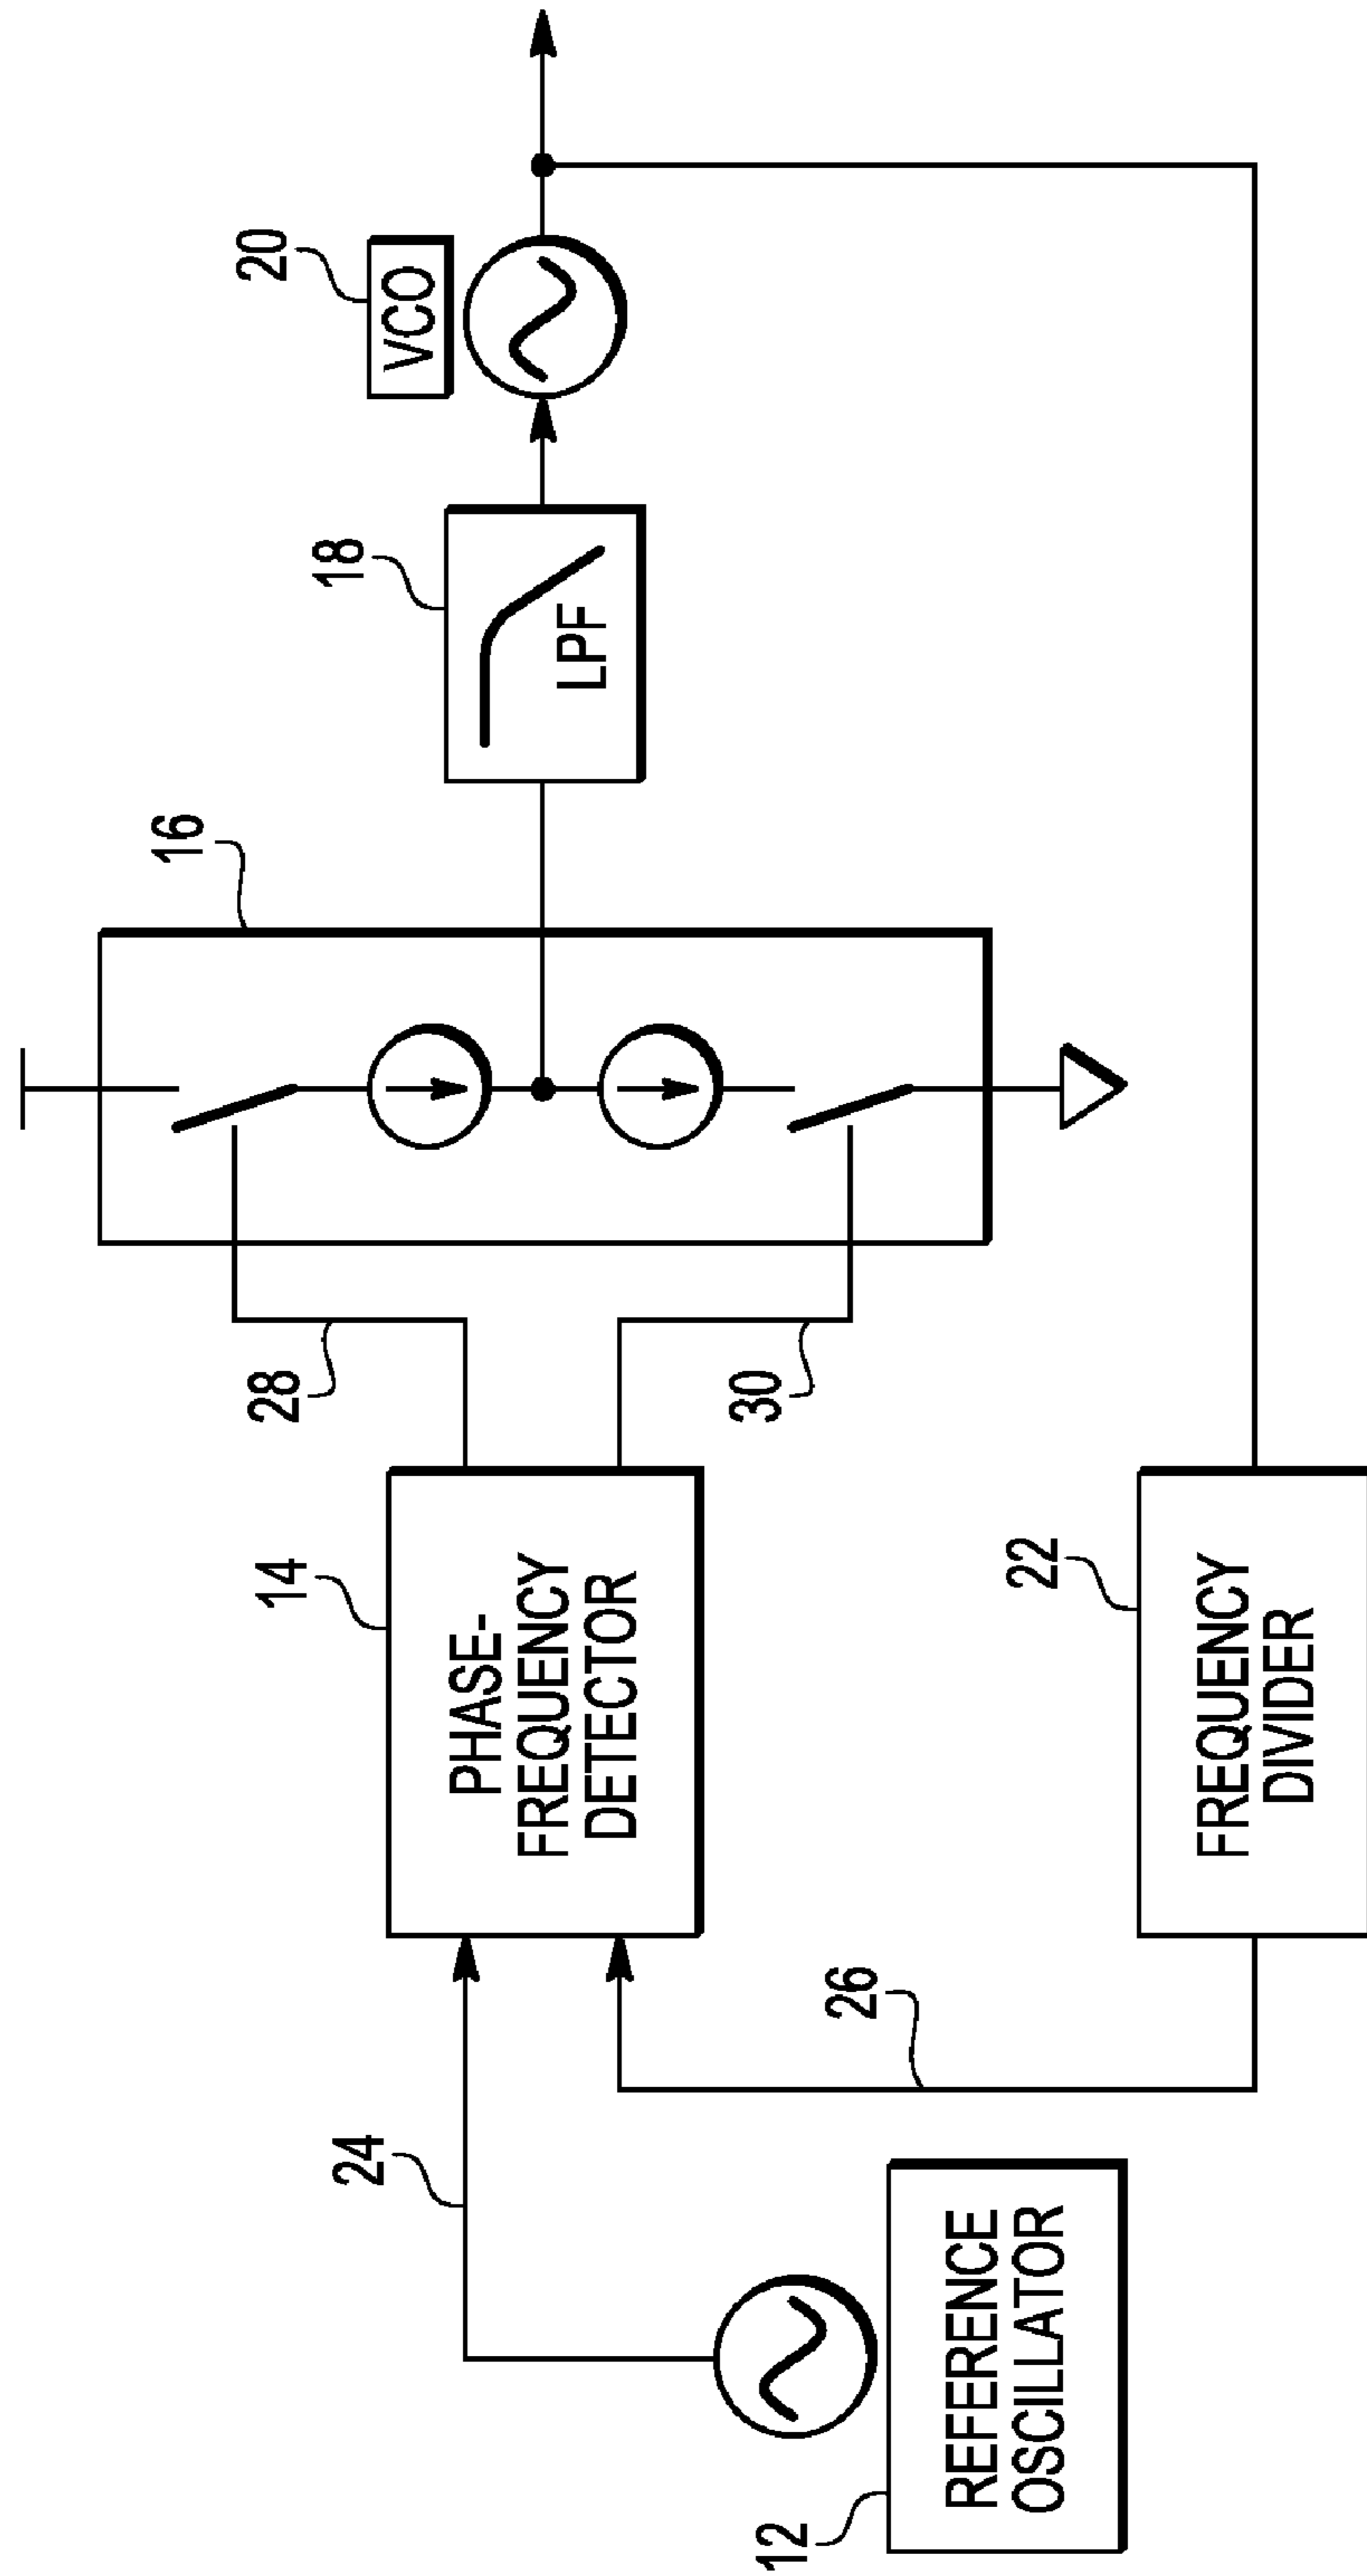 16
20
VCO
18
LPF
28
14
PHASE-
FREQUENCY
DETECTOR
30
24
26
22
FREQUENCY
DIVIDER
12
REFERENCE
OSCILLATOR